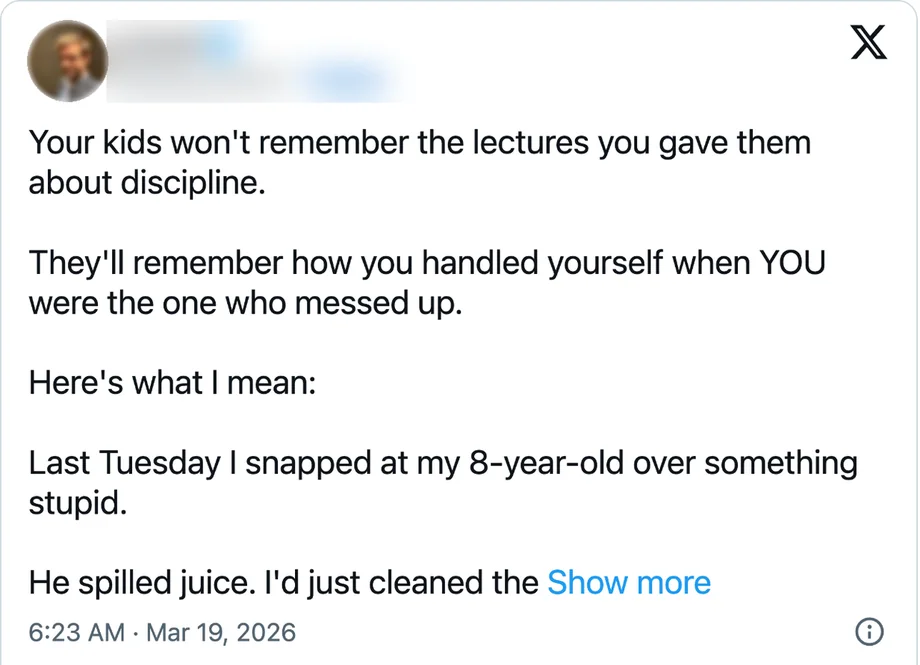 Your kids won't remember the lectures you gave them
about discipline.
They'll remember how you handled yourself when YOU
were the one who messed up.
Here's what I mean:
Last Tuesday I snapped at my 8-year-old over something
stupid.
He spilled juice. I'd just cleaned the Show more
6:23 AM · Mar 19, 2026